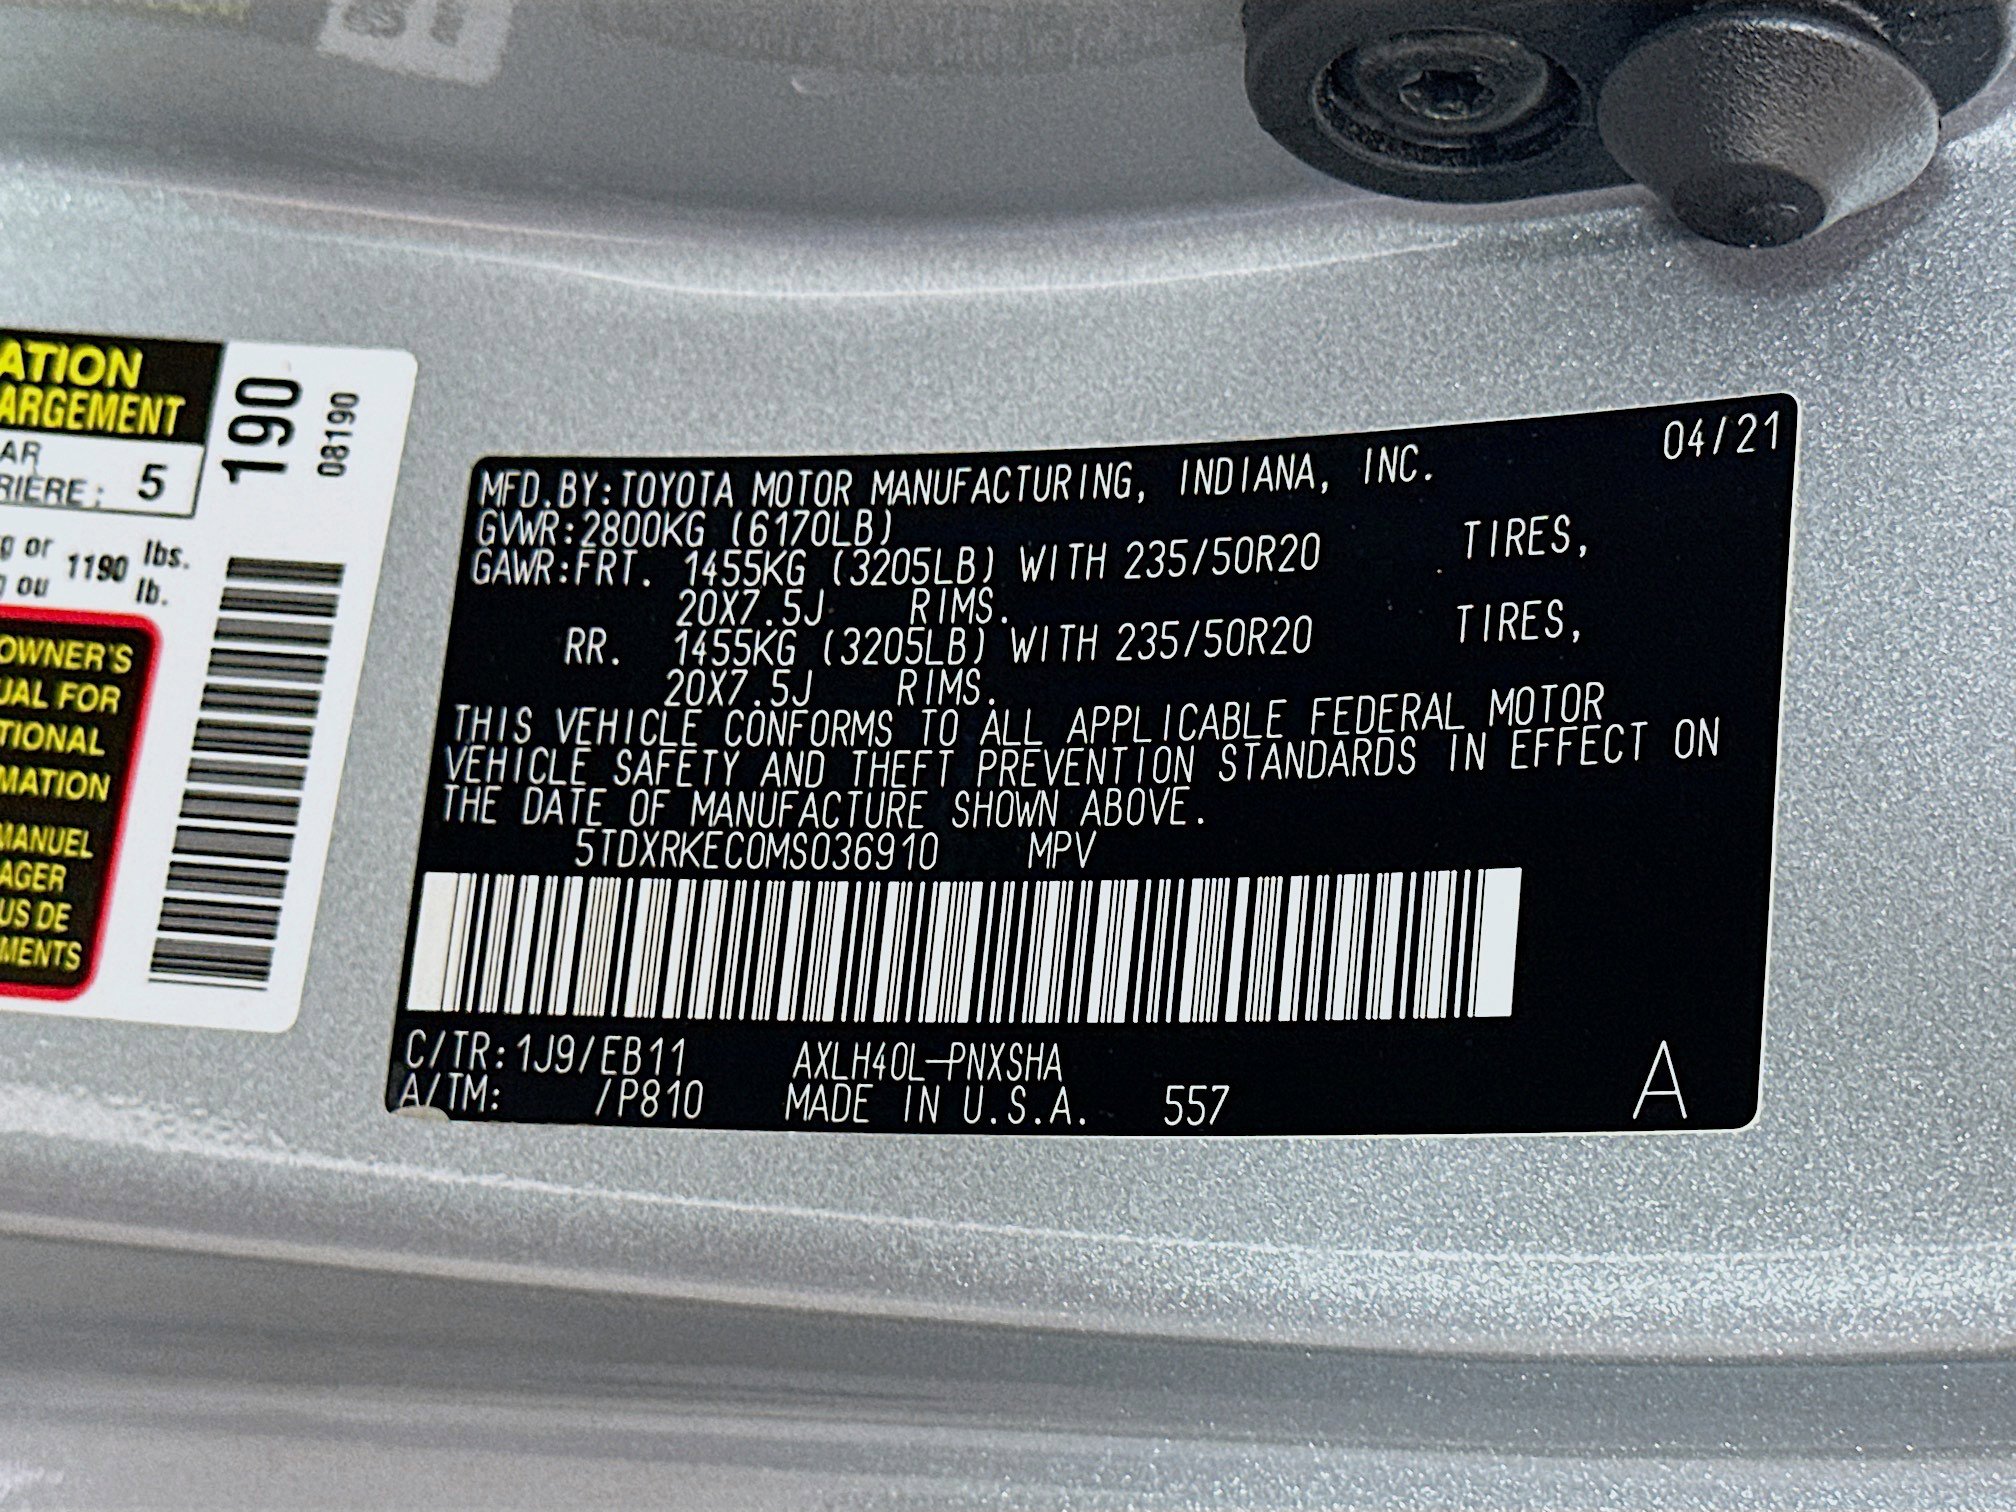 ATION
ARGEMENT
AR
RIÈRE : 5
190
08190
g or 1190 lbs.
ou lb.
OWNER'S
UAL FOR
TIONAL
MATION
MANUEL
AGER
US DE
MENTS
04/21
MFD.BY:TOYOTA MOTOR MANUFACTURING, INDIANA, INC.
GVWR:2800KG (6170LB)
GAWR:FRT. 1455KG (3205LB) WITH 235/50R20 TIRES,
20X7.5J RIMS.
RR. 1455KG (3205LB) WITH 235/50R20 TIRES,
20X7.5J RIMS.
THIS VEHICLE CONFORMS TO ALL APPLICABLE FEDERAL MOTOR
VEHICLE SAFETY AND THEFT PREVENTION STANDARDS IN EFFECT ON
THE DATE OF MANUFACTURE SHOWN ABOVE.
5TDXRKEC0MS036910 MPV
C/TR:1J9/EB11 AXLH40L-PNXSHA
A/TM: /P810 MADE IN U.S.A. 557 A